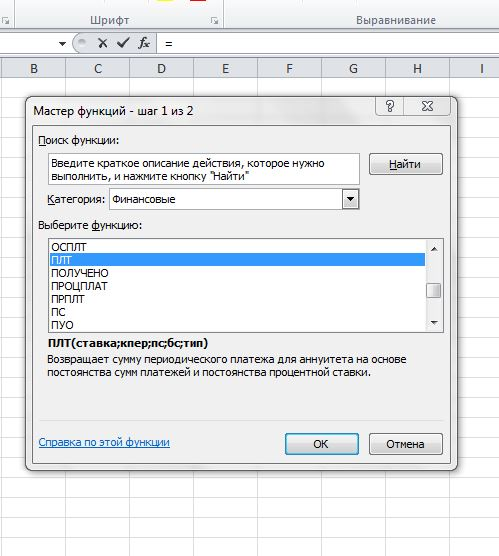 Шрифт
Выравнивание
fx =
B C D E F G H I
Мастер функций - шаг 1 из 2
?
Поиск функции:
Введите краткое описание действия, которое нужно
выполнить, и нажмите кнопку "Найти"
Найти
Категория: Финансовые
Выберите функцию:
ОСПЛТ
ПЛТ
ПОЛУЧЕНО
ПРОЦПЛАТ
ПРПЛТ
ПС
ПУО
ПЛТ(ставка;кпер;пс;бс;тип)
Возвращает сумму периодического платежа для аннуитета на основе
постоянства сумм платежей и постоянства процентной ставки.
Справка по этой функции
ОК
Отмена